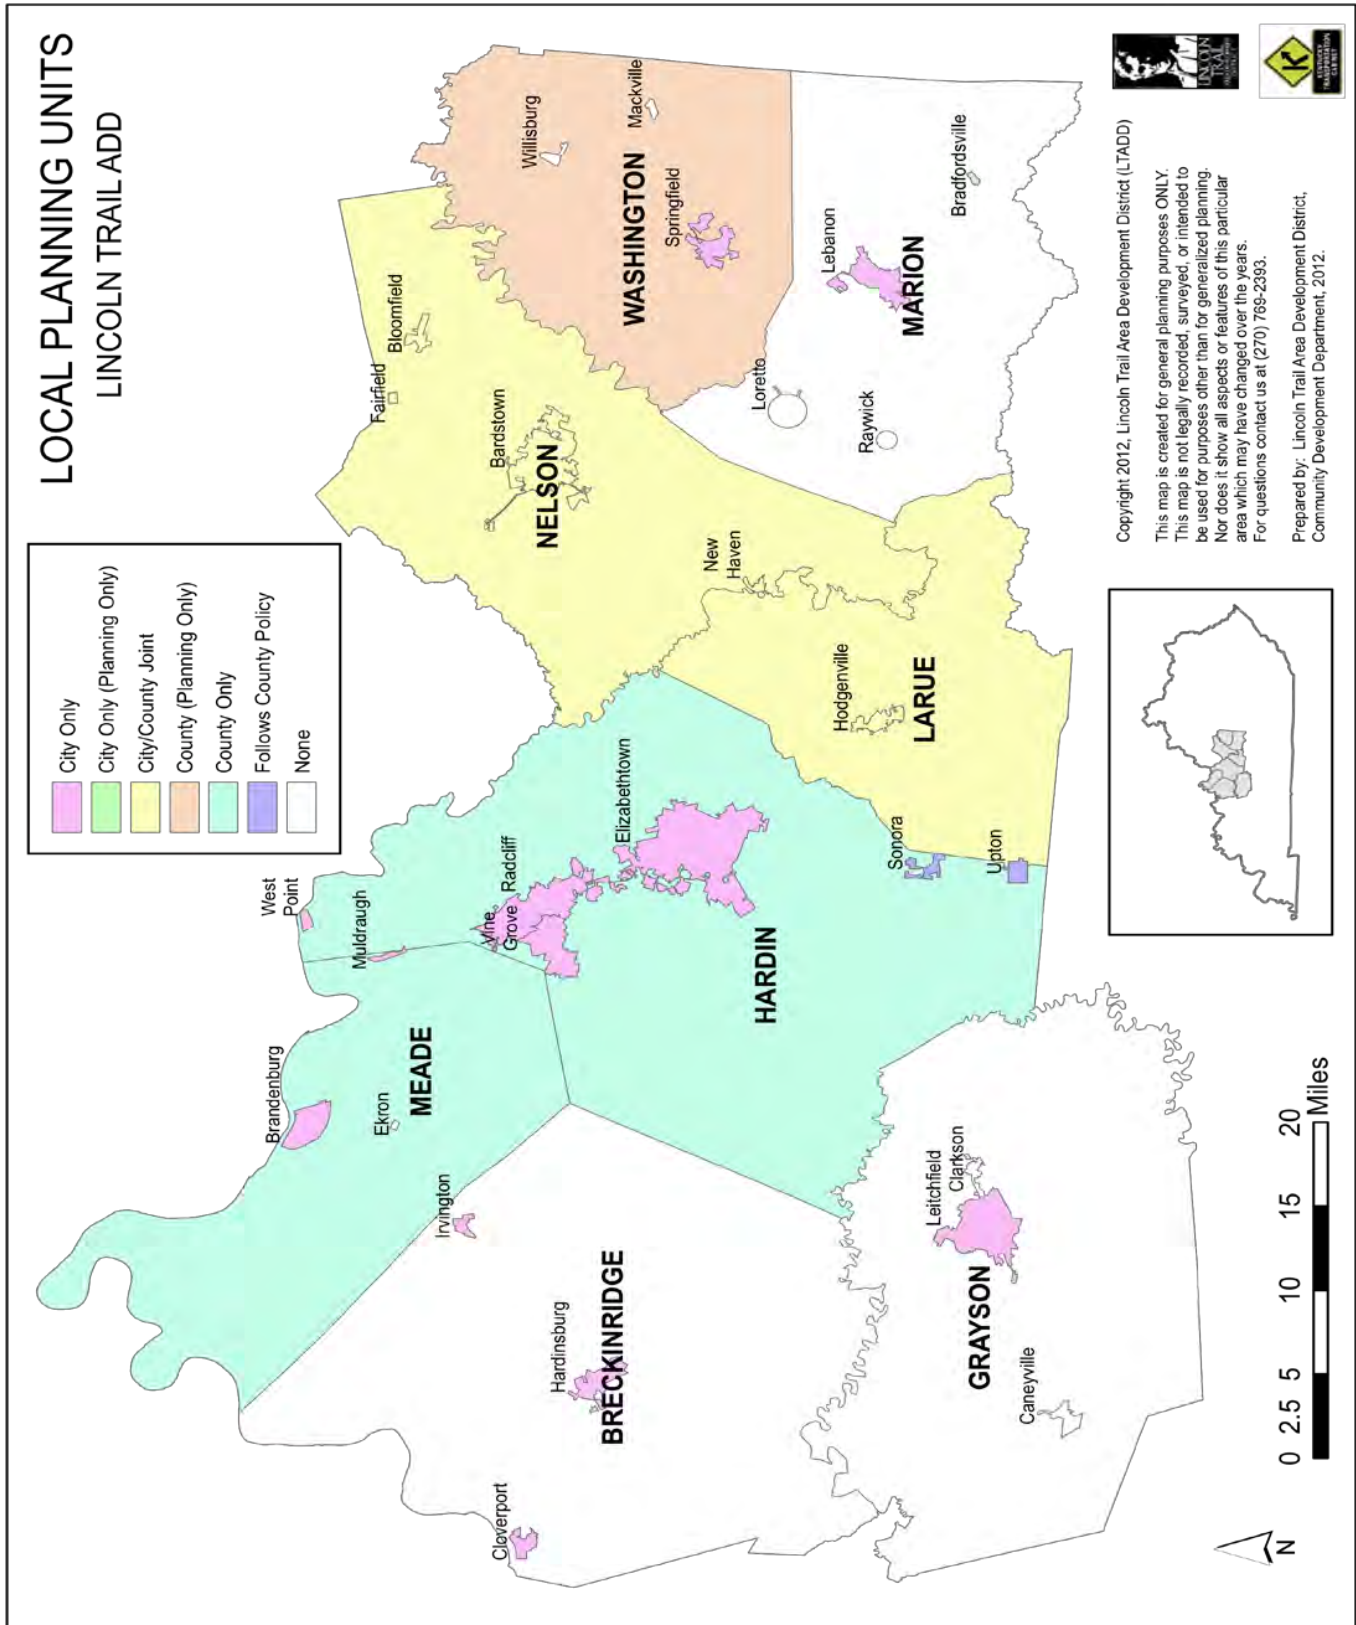 LOCAL PLANNING UNITS
LINCOLN TRAIL ADD
City Only
City Only (Planning Only)
City/County Joint
County (Planning Only)
County Only
Follows County Policy
None
West
Point
Muldraugh
Brandenburg
Ekron
MEADE
Irvington
Hardinsburg
BRECKINRIDGE
Cloverport
Vine
Grove
Radcliff
Elizabethtown
HARDIN
Sonora
Upton
Leitchfield
Clarkson
GRAYSON
Caneyville
Fairfield
Bloomfield
Bardstown
NELSON
New
Haven
Hodgenville
LARUE
Willisburg
Mackville
WASHINGTON
Springfield
Loretto
Raywick
Lebanon
MARION
Bradfordsville
0 2.5 5 10 15 20
Miles
N
Copyright 2012, Lincoln Trail Area Development District (LTADD)
This map is created for general planning purposes ONLY.
This map is not legally recorded, surveyed, or intended to
be used for purposes other than for generalized planning.
Nor does it show all aspects or features of this particular
area which may have changed over the years.
For questions contact us at (270) 769-2393.
Prepared by: Lincoln Trail Area Development District,
Community Development Department, 2012.
LINCOLN
TRAIL
K
KENTUCKY
TRANSPORTATION
CABINET